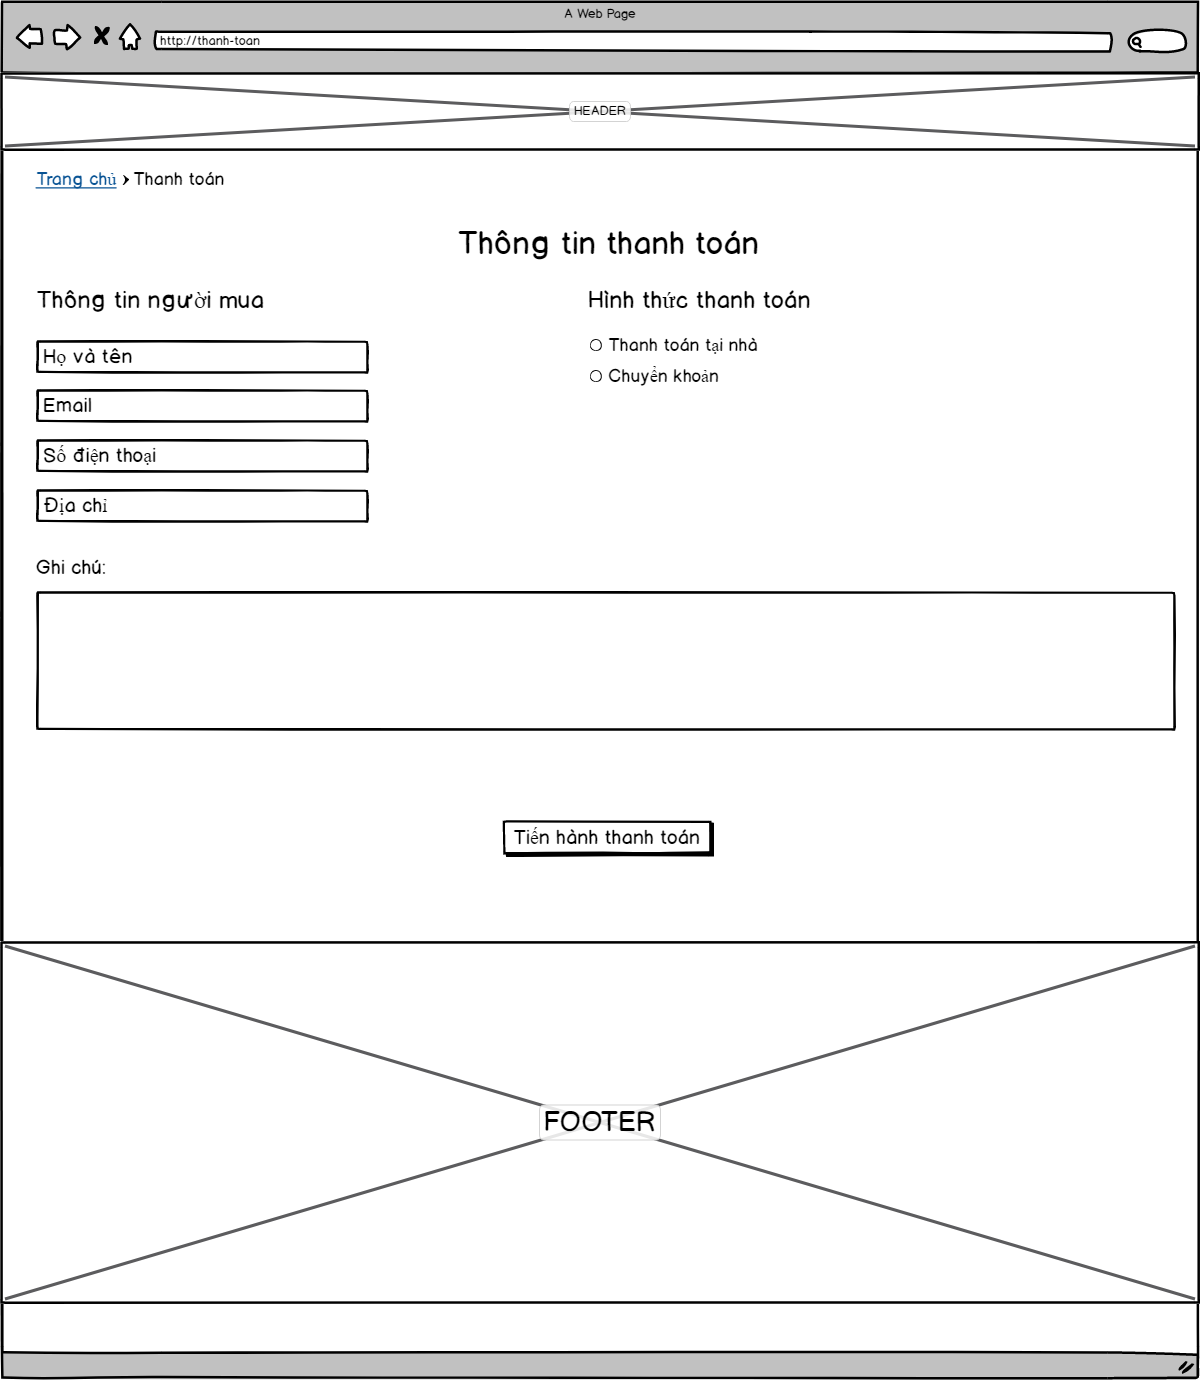 A Web Page
http://thanh-toan
HEADER
Trang chủ › Thanh toán
Thông tin thanh toán
Thông tin người mua
Họ và tên
Email
Số điện thoại
Địa chỉ
Hình thức thanh toán
Thanh toán tại nhà
Chuyển khoản
Ghi chú:
Tiến hành thanh toán
FOOTER